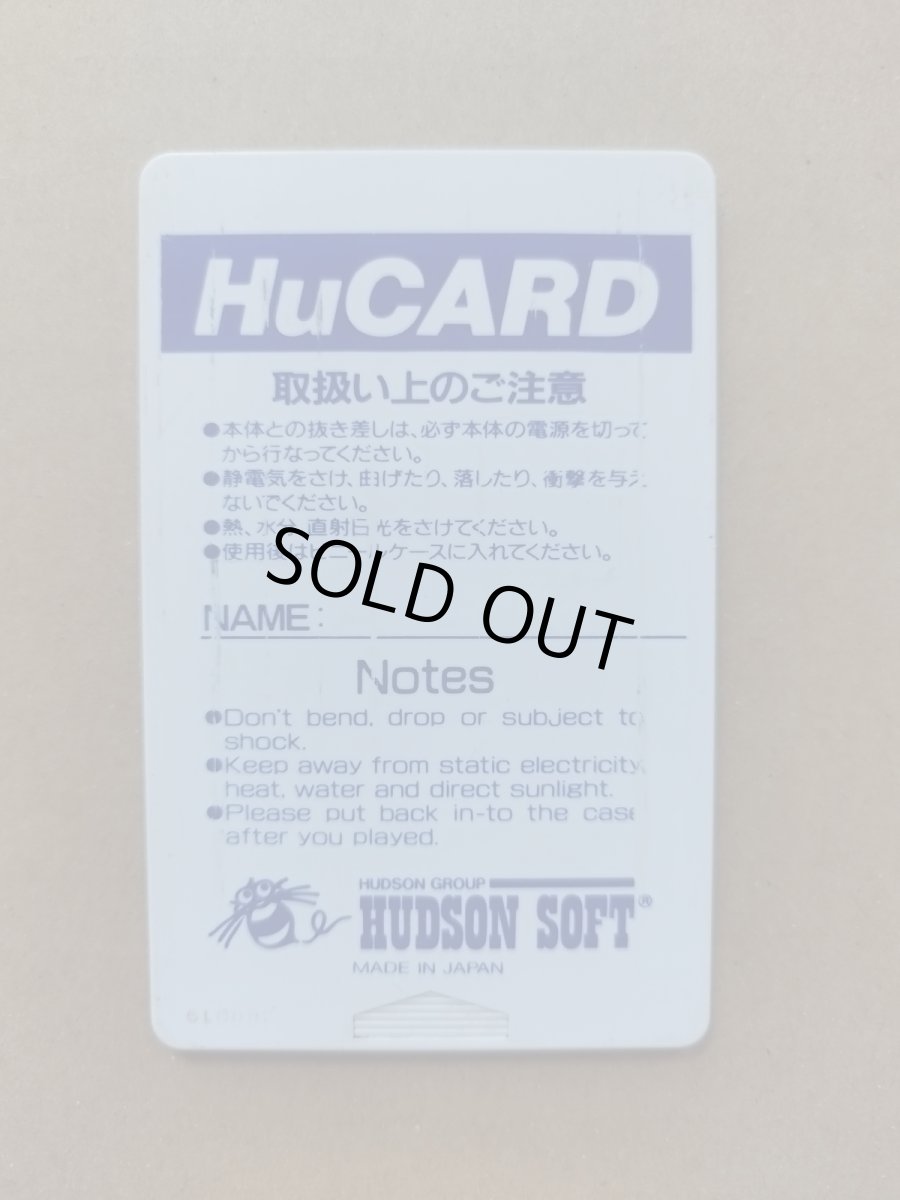 HuCARD
取扱い上のご注意
●本体との抜き差しは、必ず本体の電源を切って
から行なってください。
●静電気をさけ、曲げたり、落したり、衝撃を与え
ないでください。
●熱、水分、直射日光をさけてください。
●使用後はビニールケースに入れてください。
SOLD OUT
NAME:
Notes
●Don't bend, drop or subject to
shock.
●Keep away from static electricity,
heat, water and direct sunlight.
●Please put back in-to the case
after you played.
HUDSON GROUP
HUDSON SOFT®
MADE IN JAPAN